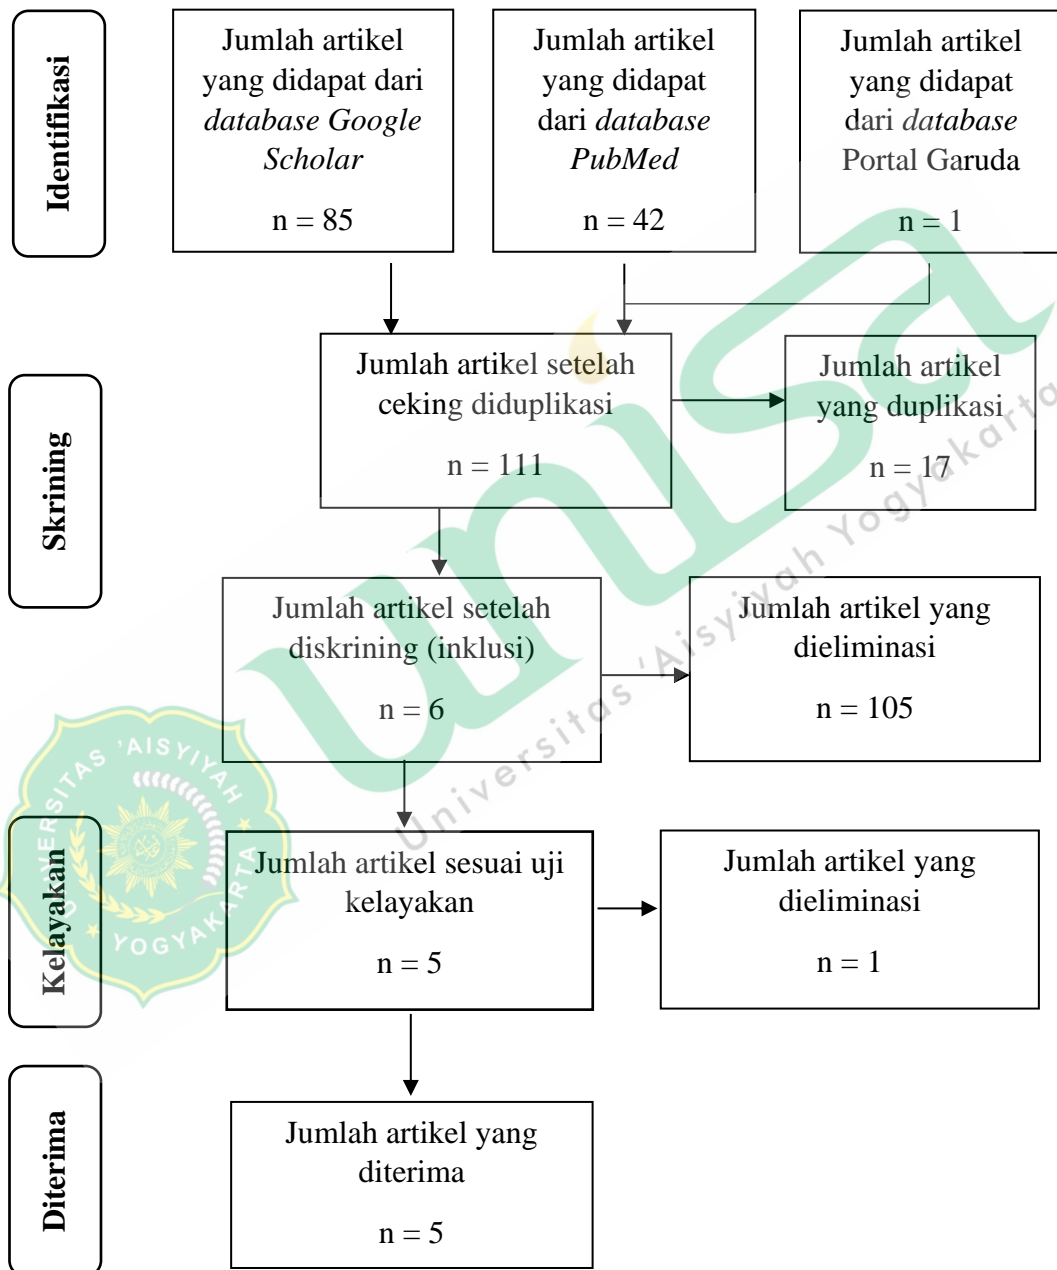 Identifikasi
Jumlah artikel
yang didapat dari
database Google
Scholar
n = 85
Jumlah artikel
yang didapat
dari database
PubMed
n = 42
Jumlah artikel
yang didapat
dari database
Portal Garuda
n = 1
Skrining
Jumlah artikel setelah
ceking diduplikasi
n = 111
Jumlah artikel
yang duplikasi
n = 17
Jumlah artikel setelah
diskrining (inklusi)
n = 6
Jumlah artikel yang
dieliminasi
n = 105
Kelayakan
Jumlah artikel sesuai uji
kelayakan
n = 5
Jumlah artikel yang
dieliminasi
n = 1
Diterima
Jumlah artikel yang
diterima
n = 5
unisa
Universitas 'Aisyiyah Yogyakarta
UNIVERSITAS 'AISYIYAH
YOGYAKARTA